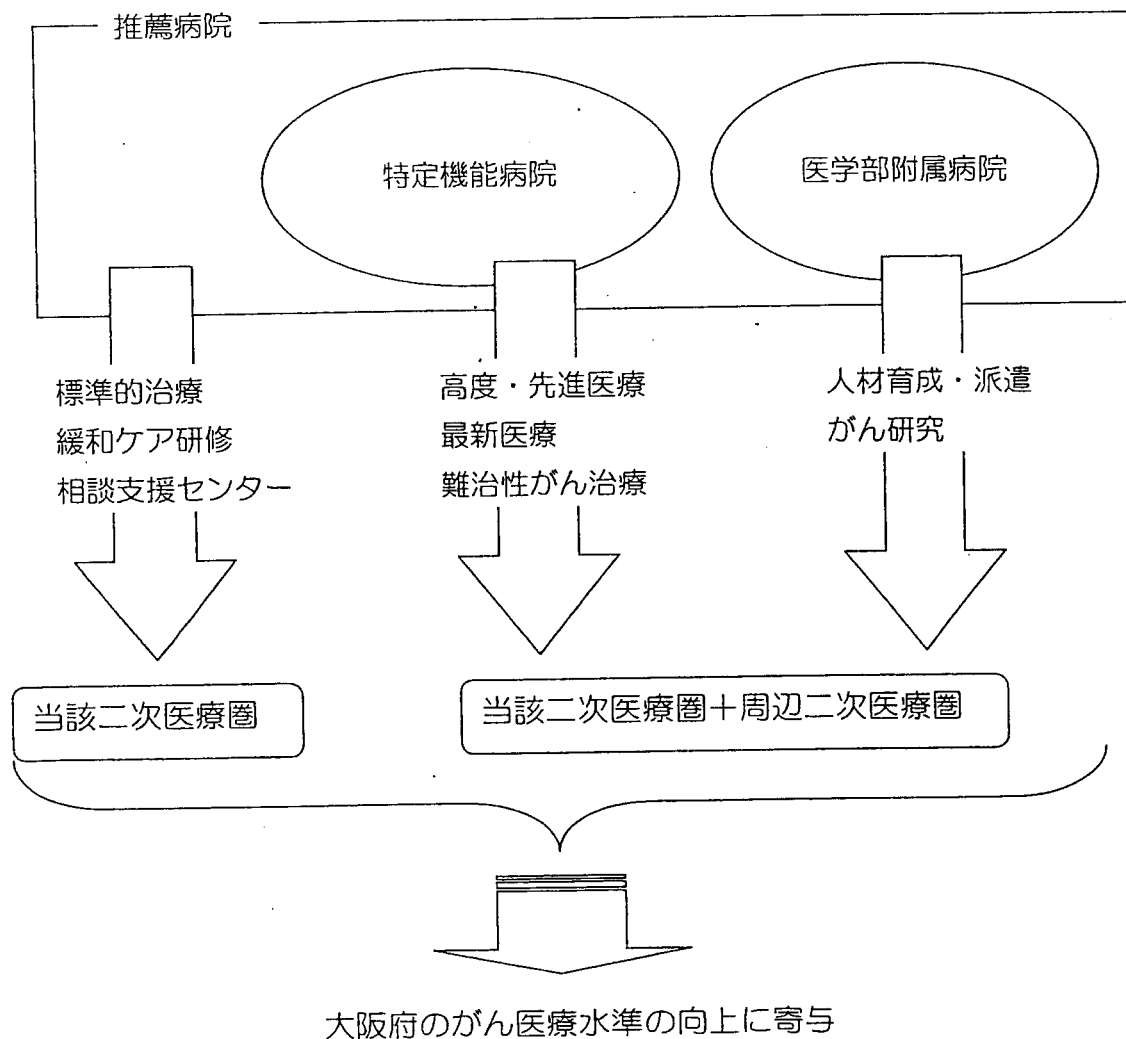 推薦病院
特定機能病院
医学部附属病院
標準的治療
緩和ケア研修
相談支援センター
高度・先進医療
最新医療
難治性がん治療
人材育成・派遣
がん研究
当該二次医療圏
当該二次医療圏＋周辺二次医療圏
大阪府のがん医療水準の向上に寄与